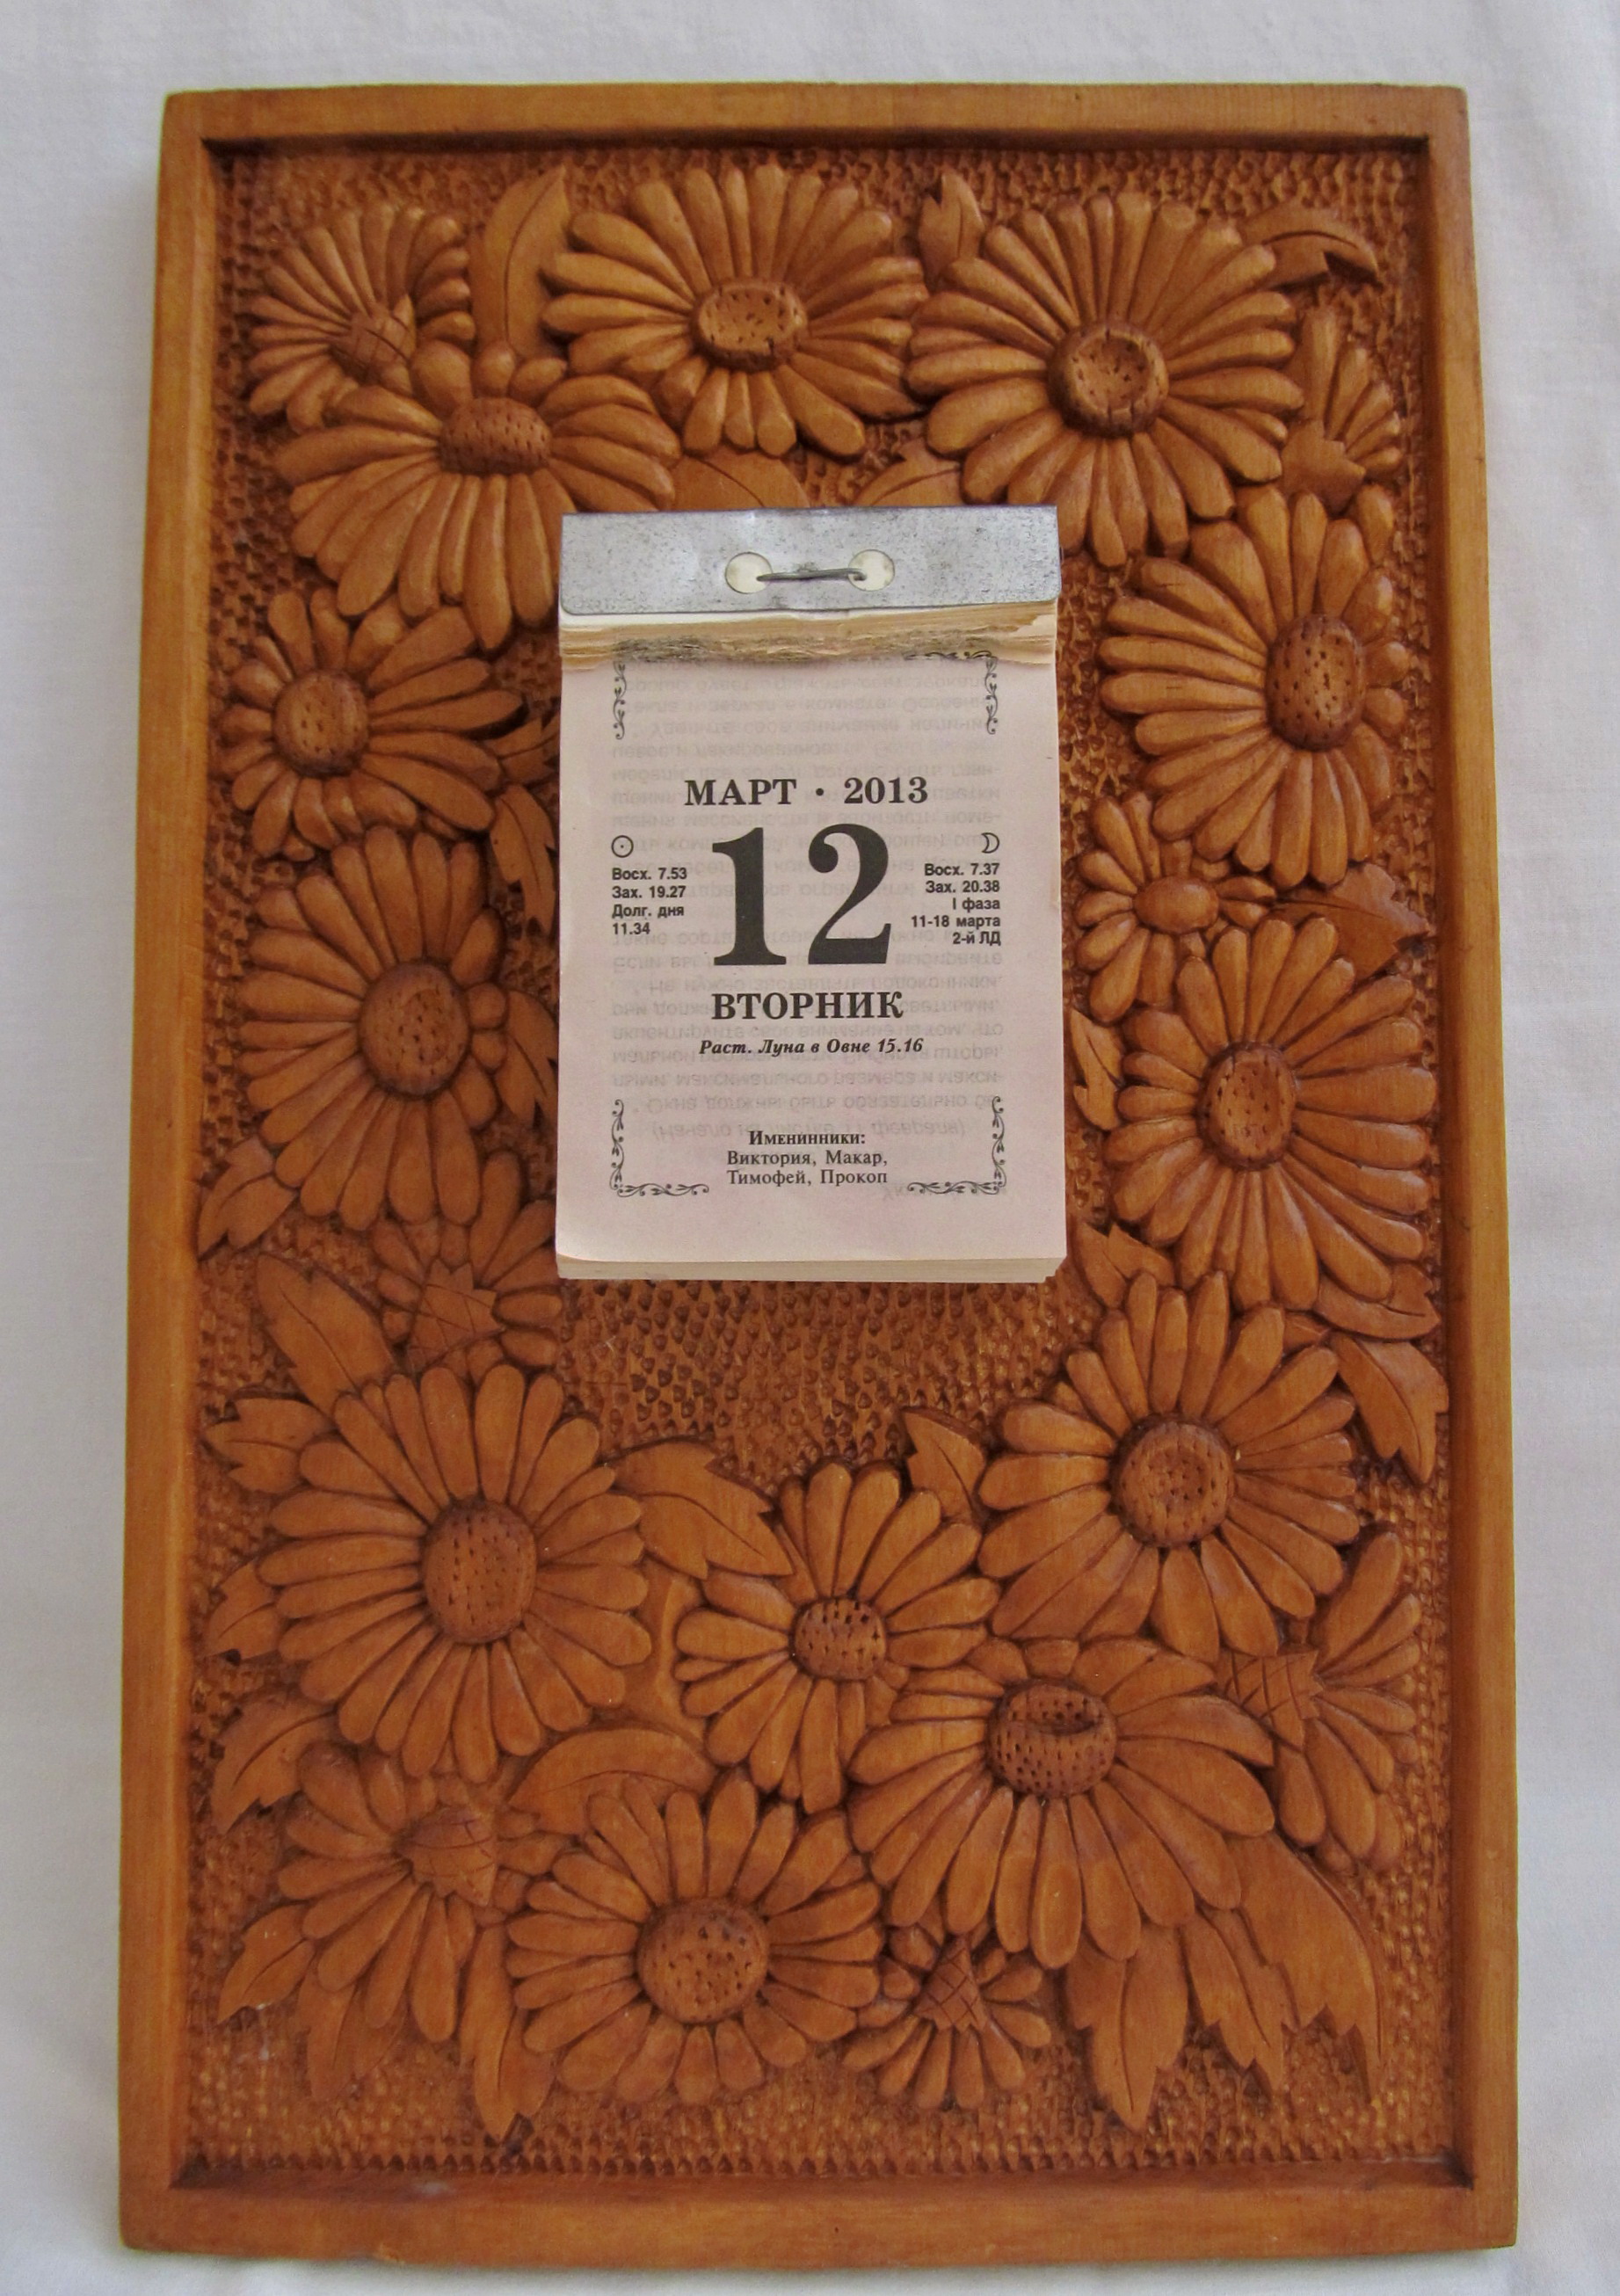 МАРТ · 2013
12
Восх. 7.53
Зах. 19.27
Долг. дня
11.34
Восх. 7.37
Зах. 20.38
I фаза
11-18 марта
2-й ЛД
ВТОРНИК
Раст. Луна в Овне 15.16
Именинники:
Виктория, Макар,
Тимофей, Прокоп